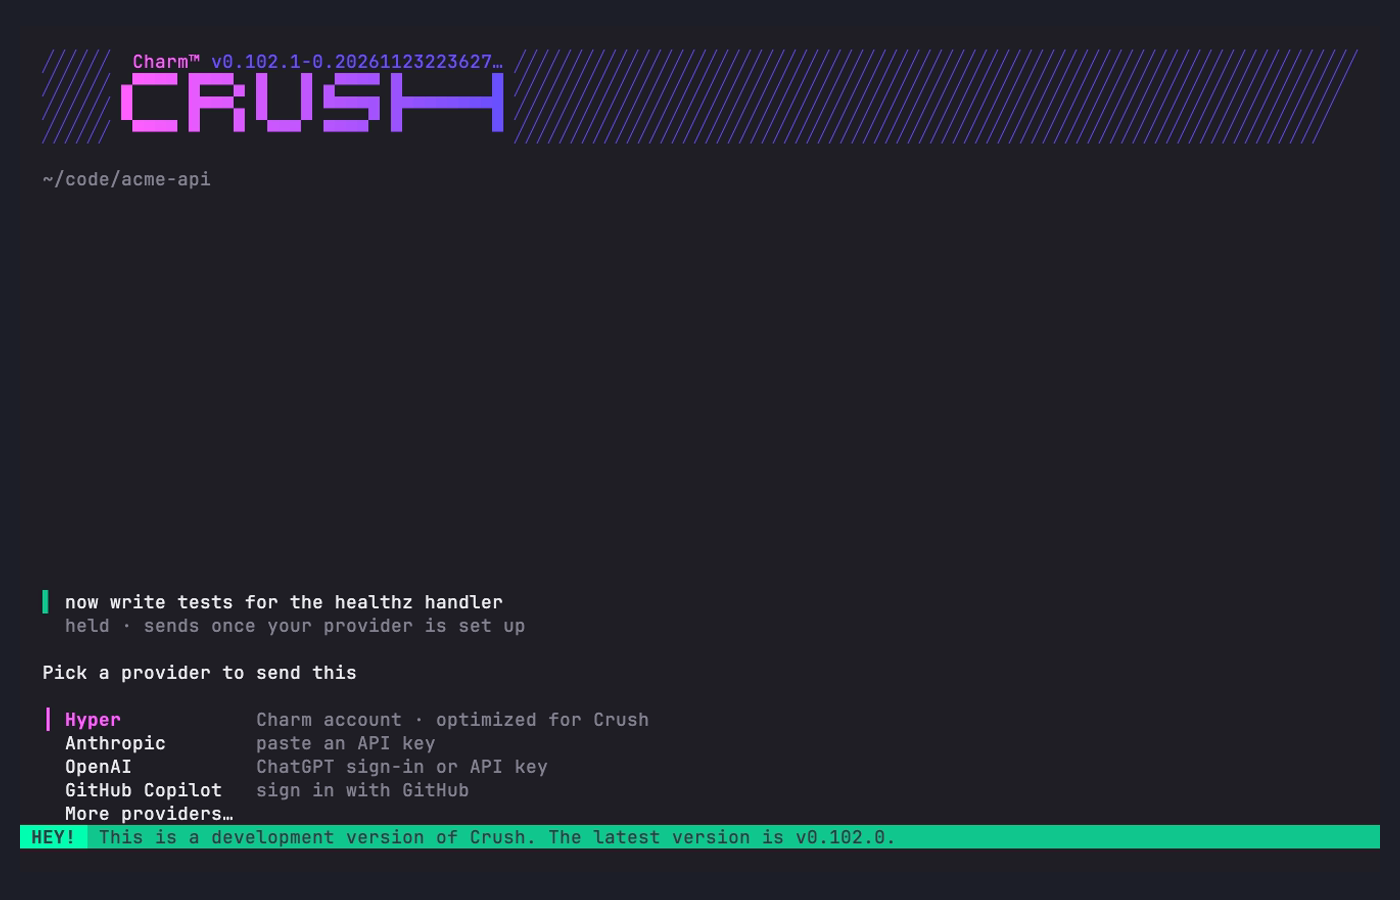 Charm™ v0.102.1-0.20261123223627…
CRUSH
~/code/acme-api
now write tests for the healthz handler
held · sends once your provider is set up
Pick a provider to send this
Hyper Charm account · optimized for Crush
Anthropic paste an API key
OpenAI ChatGPT sign-in or API key
GitHub Copilot sign in with GitHub
More providers…
HEY! This is a development version of Crush. The latest version is v0.102.0.